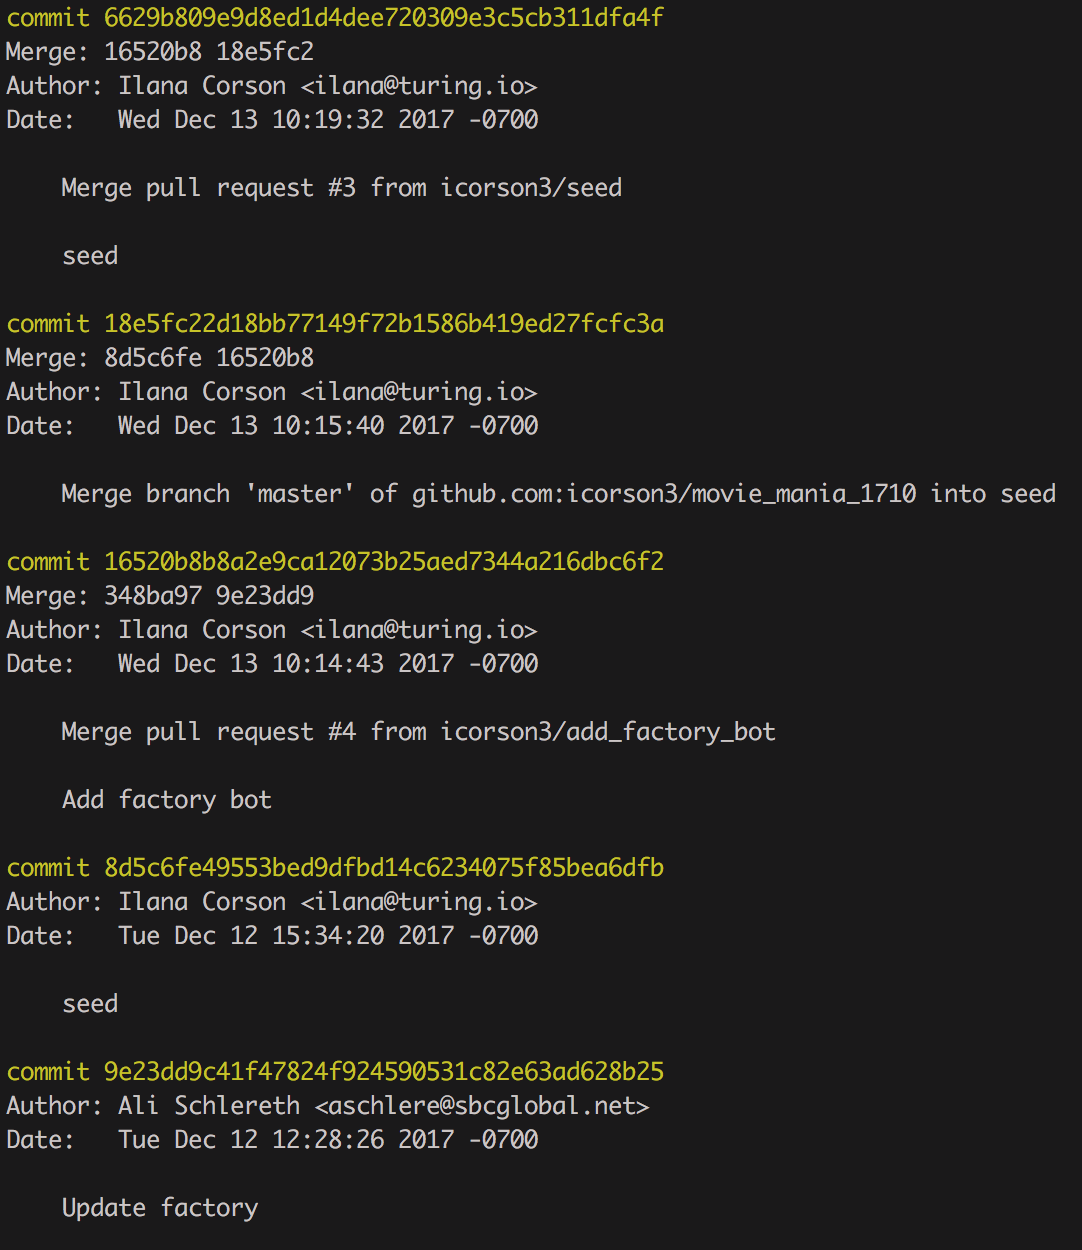 commit 6629b809e9d8ed1d4dee720309e3c5cb311dfa4f
Merge: 16520b8 18e5fc2
Author: Ilana Corson <ilana@turing.io>
Date:   Wed Dec 13 10:19:32 2017 -0700
    Merge pull request #3 from icorson3/seed
    seed
commit 18e5fc22d18bb77149f72b1586b419ed27fcfc3a
Merge: 8d5c6fe 16520b8
Author: Ilana Corson <ilana@turing.io>
Date:   Wed Dec 13 10:15:40 2017 -0700
    Merge branch 'master' of github.com:icorson3/movie_mania_1710 into seed
commit 16520b8b8a2e9ca12073b25aed7344a216dbc6f2
Merge: 348ba97 9e23dd9
Author: Ilana Corson <ilana@turing.io>
Date:   Wed Dec 13 10:14:43 2017 -0700
    Merge pull request #4 from icorson3/add_factory_bot
    Add factory bot
commit 8d5c6fe49553bed9dfbd14c6234075f85bea6dfb
Author: Ilana Corson <ilana@turing.io>
Date:   Tue Dec 12 15:34:20 2017 -0700
    seed
commit 9e23dd9c41f47824f924590531c82e63ad628b25
Author: Ali Schlereth <aschlere@sbcglobal.net>
Date:   Tue Dec 12 12:28:26 2017 -0700
    Update factory